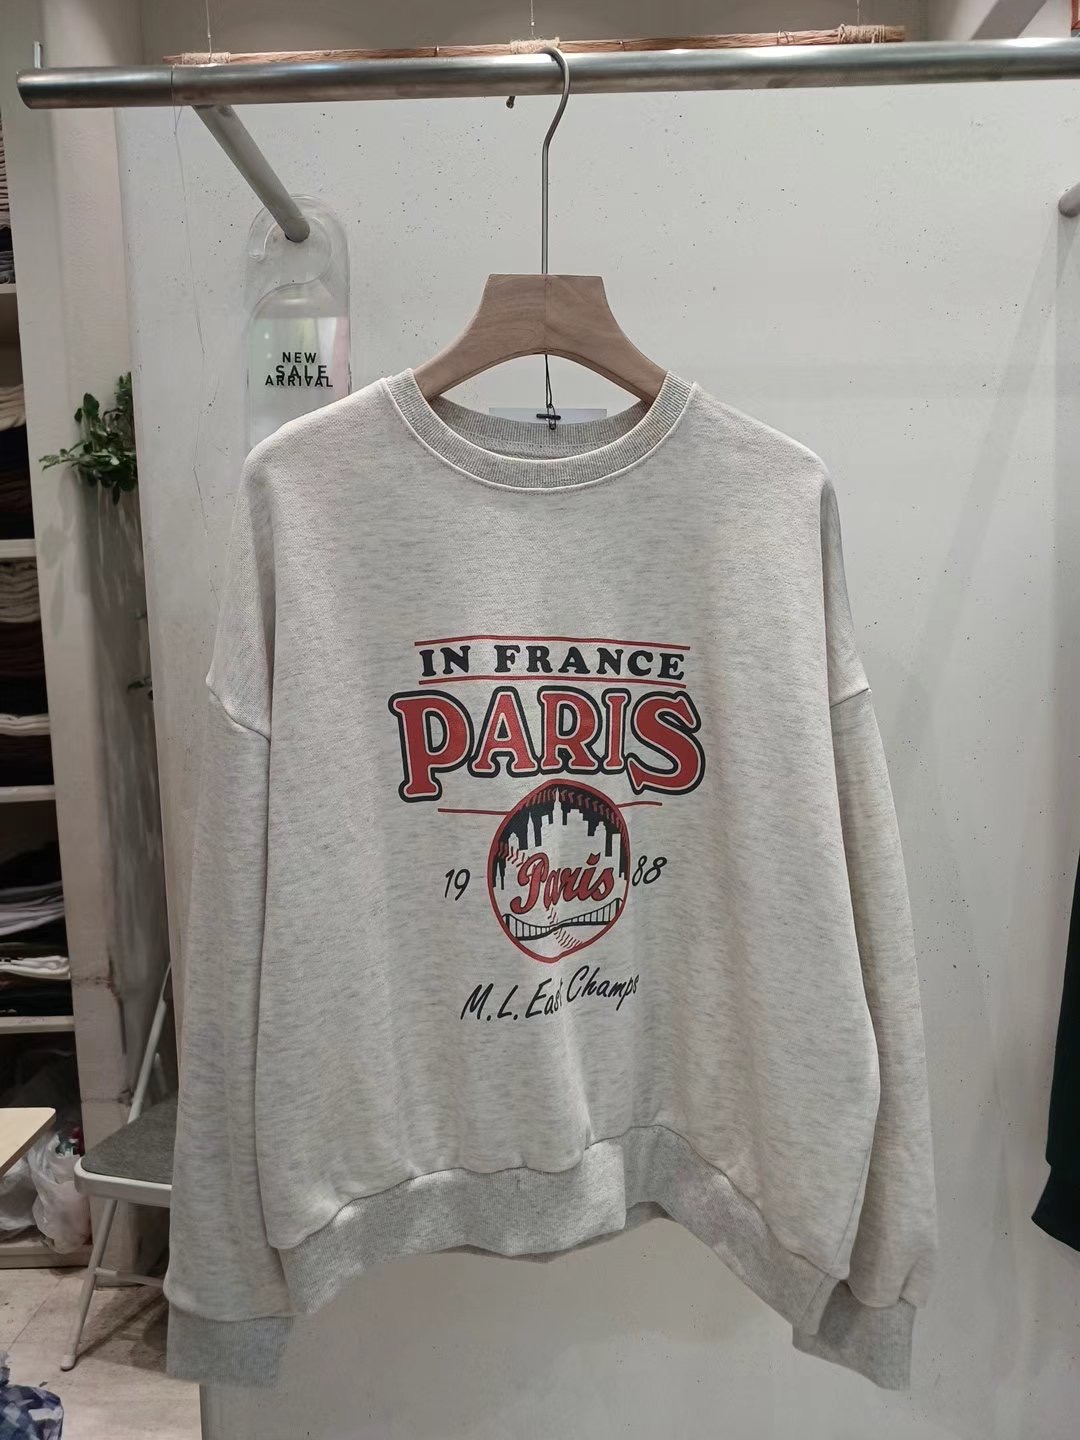 NEW
SALE
ARRIVAL
IN FRANCE
PARIS
Paris
19 88
M.L. East Champs